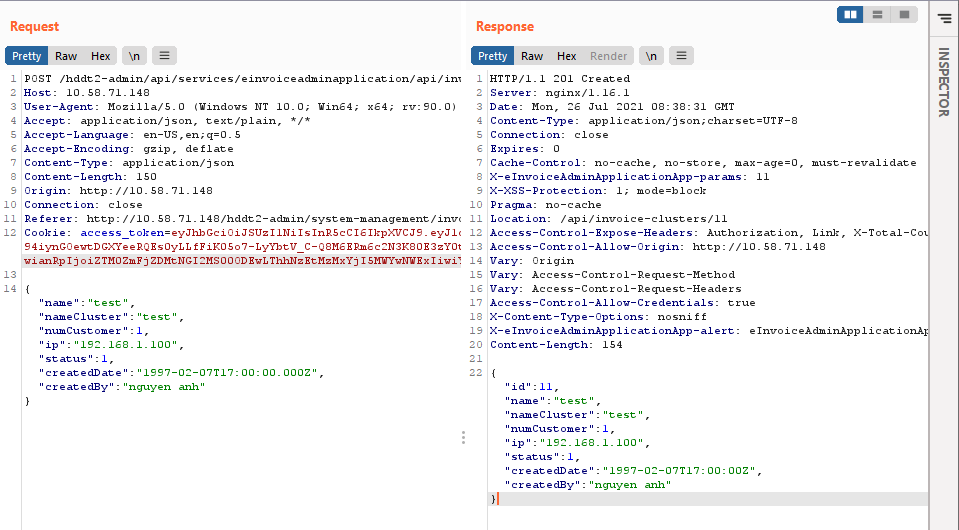 Request
Pretty Raw Hex \n
1 POST /hddt2-admin/api/services/einvoiceadminapplication/api/inv
2 Host: 10.58.71.148
3 User-Agent: Mozilla/5.0 (Windows NT 10.0; Win64; x64; rv:90.0)
4 Accept: application/json, text/plain, */*
5 Accept-Language: en-US,en;q=0.5
6 Accept-Encoding: gzip, deflate
7 Content-Type: application/json
8 Content-Length: 150
9 Origin: http://10.58.71.148
10 Connection: close
11 Referer: http://10.58.71.148/hddt2-admin/system-management/invo
12 Cookie: access_token=
13
14 {
"name":"test",
"nameCluster":"test",
"numCustomer":1,
"ip":"192.168.1.100",
"status":1,
"createdDate":"1997-02-07T17:00:00.000Z",
"createdBy":"nguyen anh"
}
Response
Pretty Raw Hex Render \n
1 HTTP/1.1 201 Created
2 Server: nginx/1.16.1
3 Date: Mon, 26 Jul 2021 08:38:31 GMT
4 Content-Type: application/json;charset=UTF-8
5 Connection: close
6 Expires: 0
7 Cache-Control: no-cache, no-store, max-age=0, must-revalidate
8 X-eInvoiceAdminApplicationApp-params: 11
9 X-XSS-Protection: 1; mode=block
10 Pragma: no-cache
11 Location: /api/invoice-clusters/11
12 Access-Control-Expose-Headers: Authorization, Link, X-Total-Cou
13 Access-Control-Allow-Origin: http://10.58.71.148
14 Vary: Origin
15 Vary: Access-Control-Request-Method
16 Vary: Access-Control-Request-Headers
17 Access-Control-Allow-Credentials: true
18 X-Content-Type-Options: nosniff
19 X-eInvoiceAdminApplicationApp-alert: eInvoiceAdminApplicationAp
20 Content-Length: 154
21
22 {
"id":11,
"name":"test",
"nameCluster":"test",
"numCustomer":1,
"ip":"192.168.1.100",
"status":1,
"createdDate":"1997-02-07T17:00:00Z",
"createdBy":"nguyen anh"
}
INSPECTOR